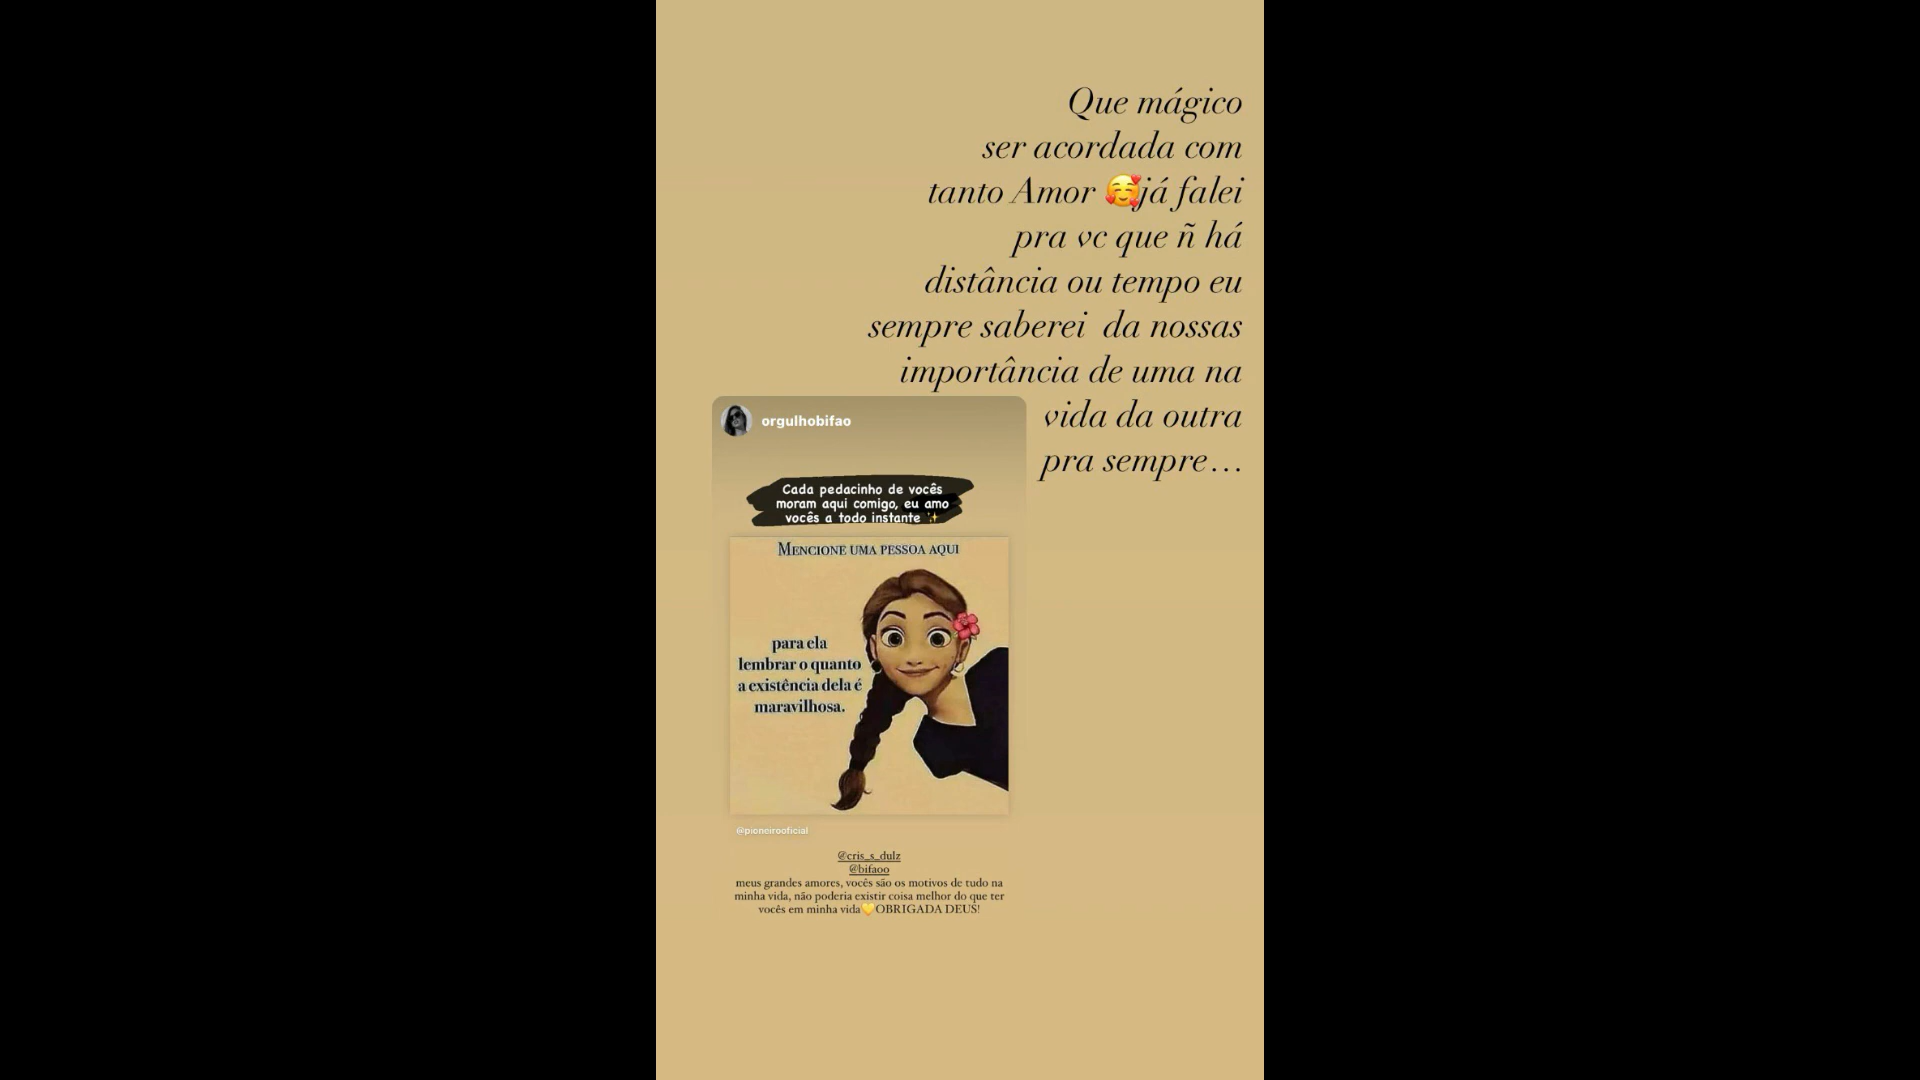 Que mágico
ser acordada com
tanto Amor 🥰já falei
pra vc que ñ há
distância ou tempo eu
sempre saberei  da nossas
importância de uma na
vida da outra
pra sempre…
orgulhobifao
Cada pedacinho de vocês
moram aqui comigo, eu amo
vocês a todo instante ✨
MENCIONE UMA PESSOA AQUI
para ela
lembrar o quanto
a existência dela é
maravilhosa.
@pioneirooficial
@cris_s_dulz
@bifaoo
meus grandes amores, vocês são os motivos de tudo na
minha vida, não poderia existir coisa melhor do que ter
vocês em minha vida💛OBRIGADA DEUS!